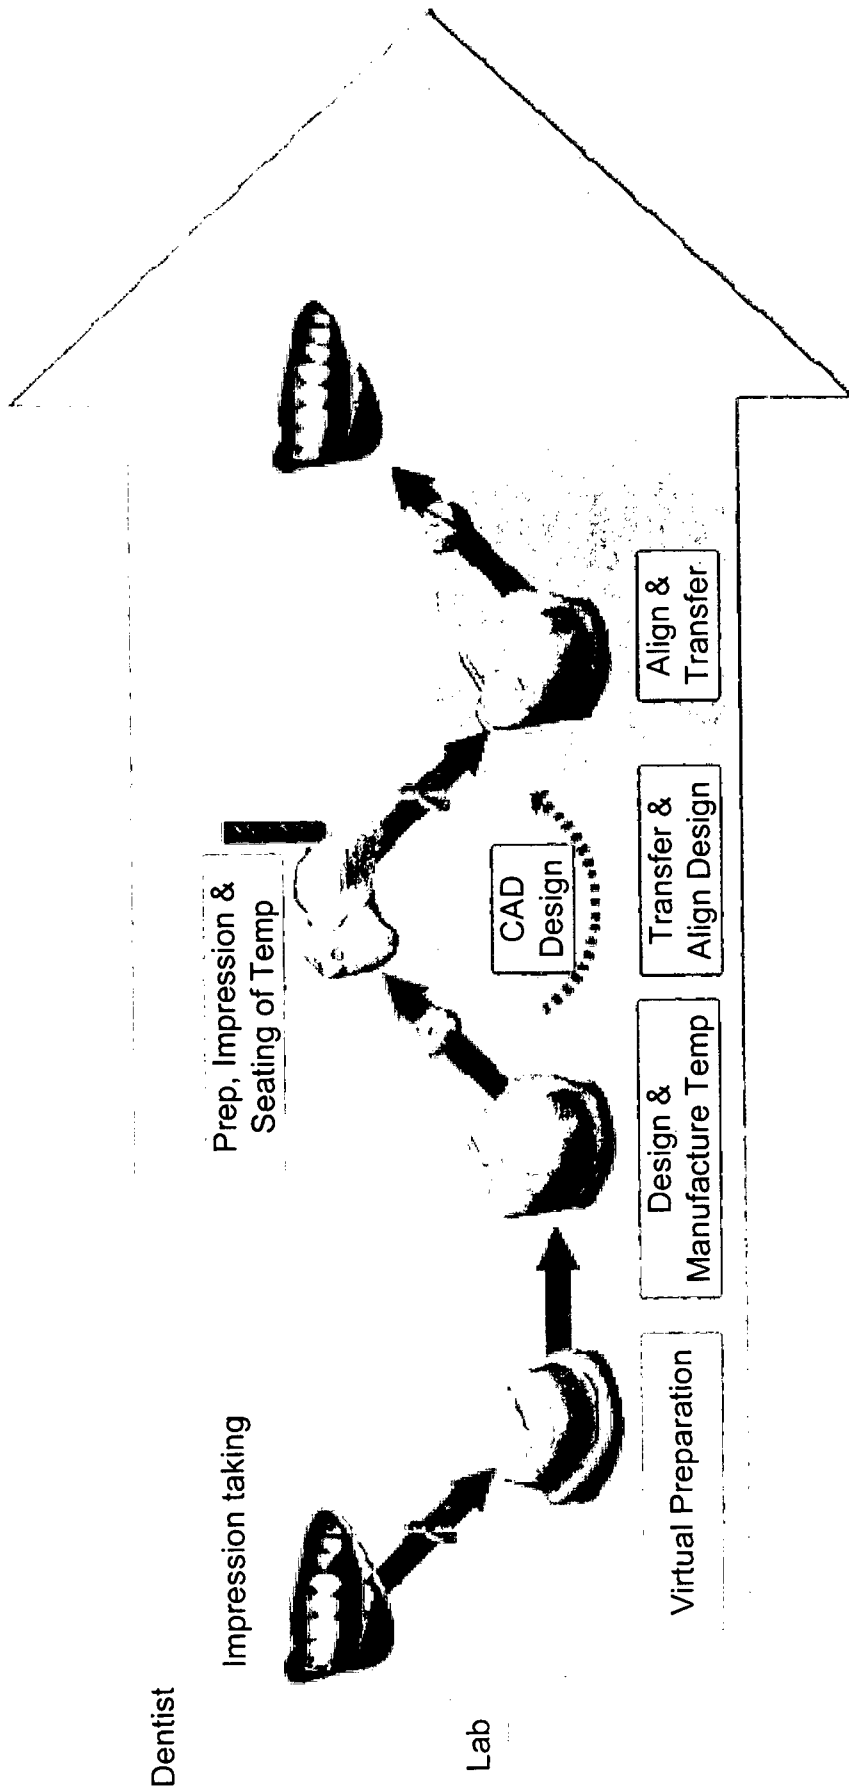 Dentist
Impression taking
Prep, Impression &
Seating of Temp
Lab
CAD
Design
Virtual Preparation
Design &
Manufacture Temp
Transfer &
Align Design
Align &
Transfer